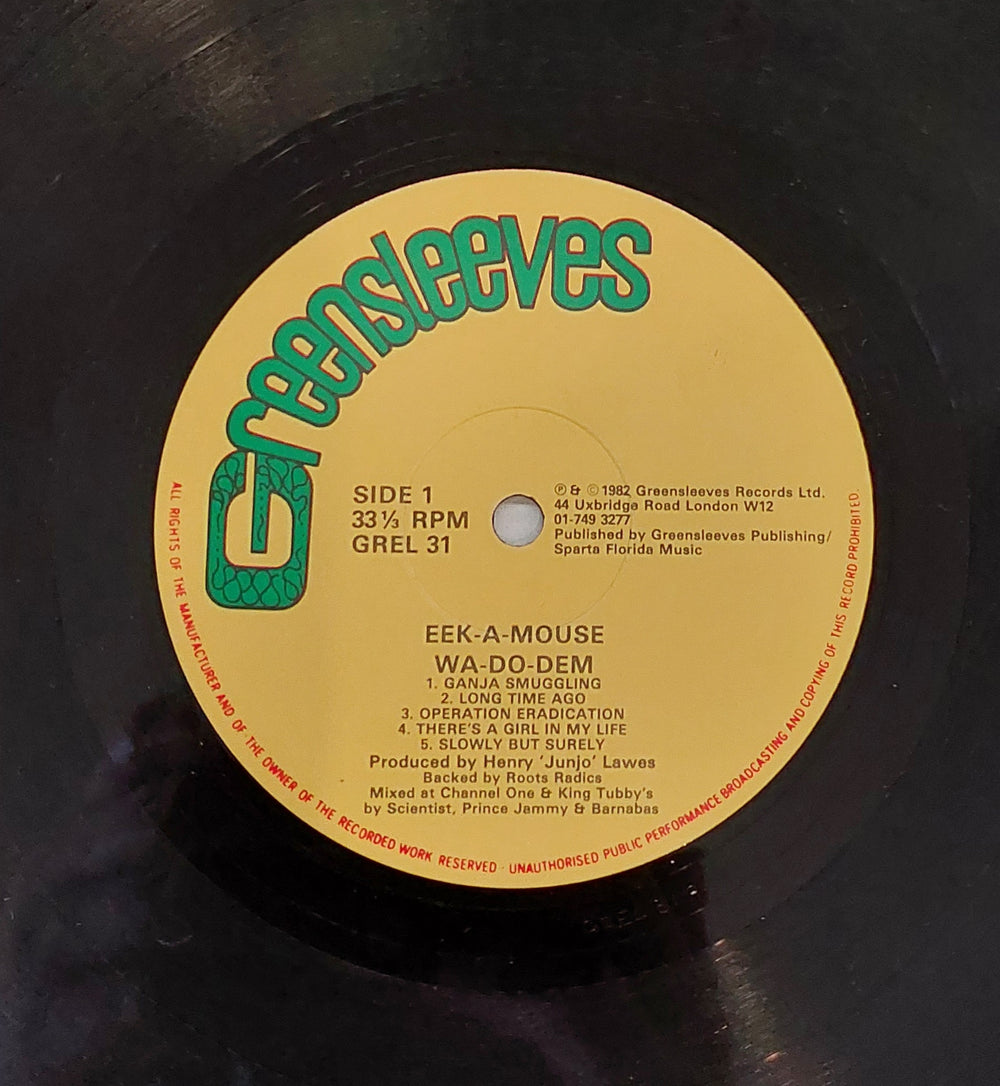 Greensleeves
SIDE 1
33 ⅓ RPM
GREL 31
℗ & © 1982 Greensleeves Records Ltd.
44 Uxbridge Road London W12
01-749 3277
Published by Greensleeves Publishing/
Sparta Florida Music
EEK-A-MOUSE
WA-DO-DEM
1. GANJA SMUGGLING
2. LONG TIME AGO
3. OPERATION ERADICATION
4. THERE'S A GIRL IN MY LIFE
5. SLOWLY BUT SURELY
Produced by Henry 'Junjo' Lawes
Backed by Roots Radics
Mixed at Channel One & King Tubby's
by Scientist, Prince Jammy & Barnabas
ALL RIGHTS OF THE MANUFACTURER AND OF THE OWNER OF THE RECORDED WORK RESERVED · UNAUTHORISED PUBLIC PERFORMANCE BROADCASTING AND COPYING OF THIS RECORD PROHIBITED.